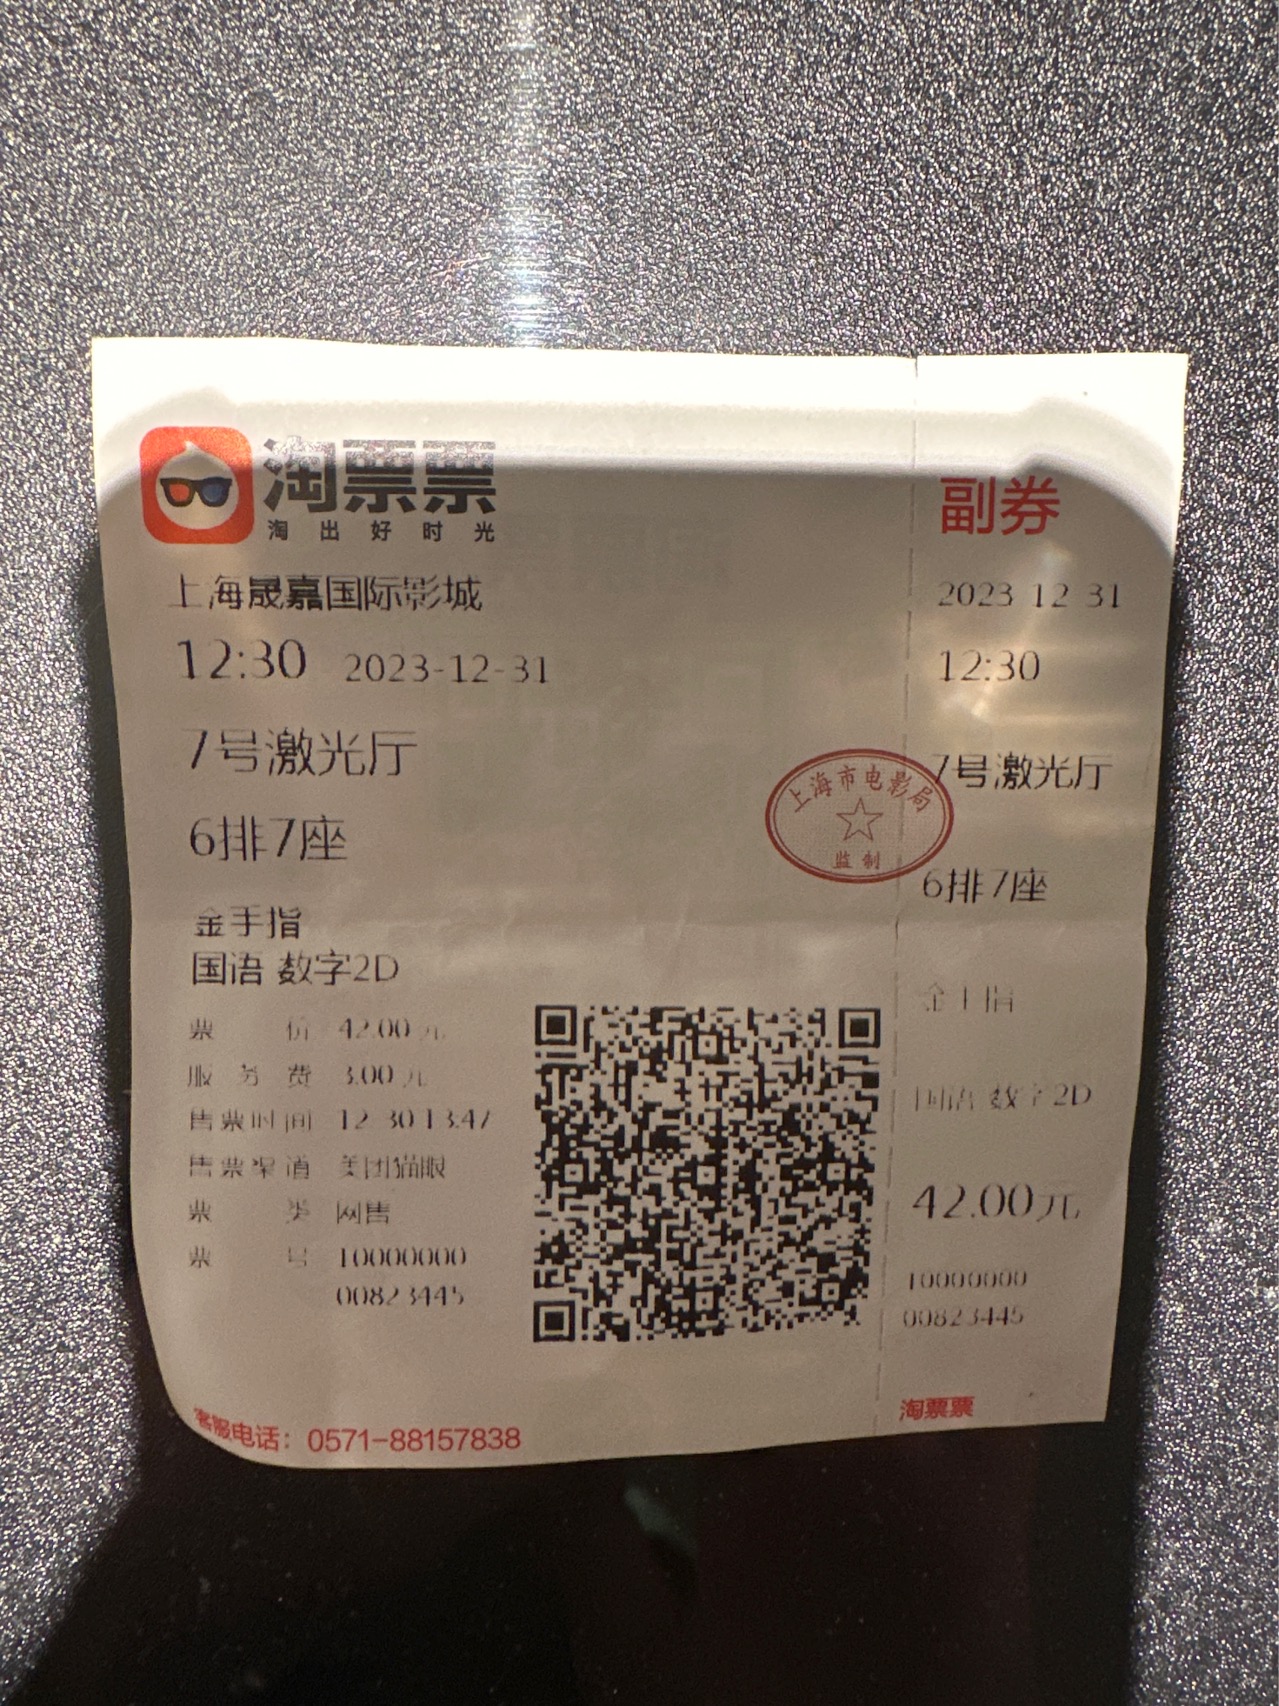 淘票票
淘出好时光
上海晟嘉国际影城
12:30 2023-12-31
7号激光厅
6排7座
金手指
国语 数字2D
票价 42.00元
服务费 3.00元
售票时间 12-30 13:47
售票渠道 美团猫眼
票类 网售
票号 10000000
00823445
客服电话：0571-88157838
上海市电影局
监制
副券
2023-12-31
12:30
7号激光厅
6排7座
金手指
国语 数字2D
42.00元
10000000
00823445
淘票票